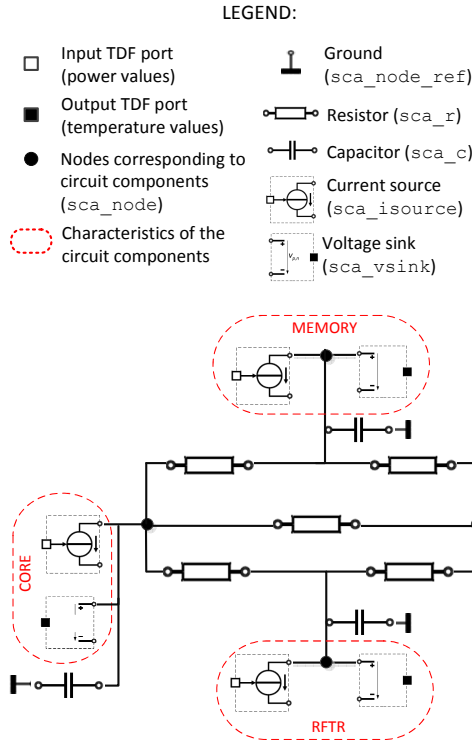 LEGEND:
Input TDF port
(power values)
Output TDF port
(temperature values)
Nodes corresponding to
circuit components
(sca_node)
Characteristics of the
circuit components
Ground
(sca_node_ref)
Resistor (sca_r)
Capacitor (sca_c)
Current source
(sca_isource)
Voltage sink
(sca_vsink)
MEMORY
CORE
RFTR